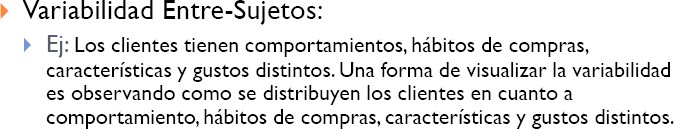 Variabilidad Entre-Sujetos:
Ej: Los clientes tienen comportamientos, hábitos de compras,
características y gustos distintos. Una forma de visualizar la variabilidad
es observando como se distribuyen los clientes en cuanto a
comportamiento, hábitos de compras, características y gustos distintos.